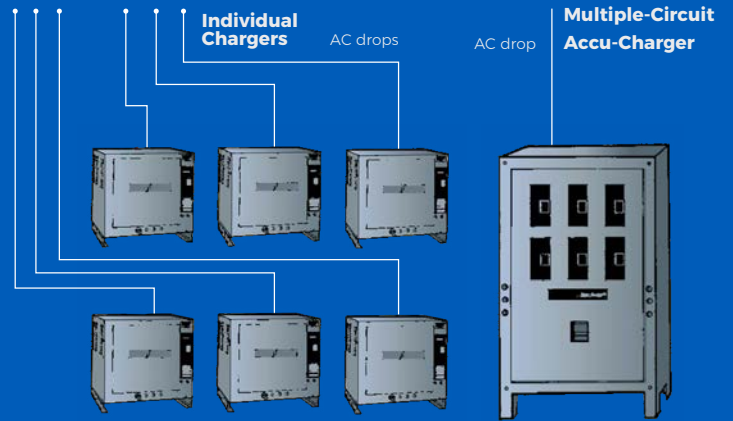 Individual
Chargers
AC drops
AC drop
Multiple-Circuit
Accu-Charger